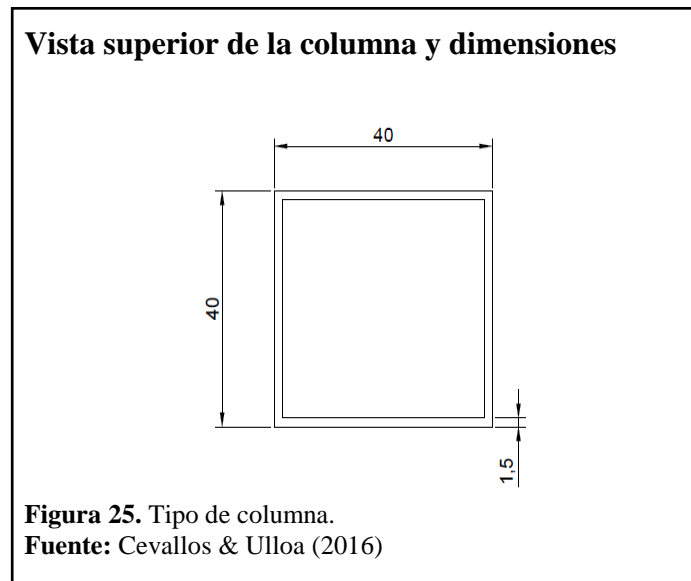 Vista superior de la columna y dimensiones
40
40
1,5
Figura 25. Tipo de columna.
Fuente: Cevallos & Ulloa (2016)